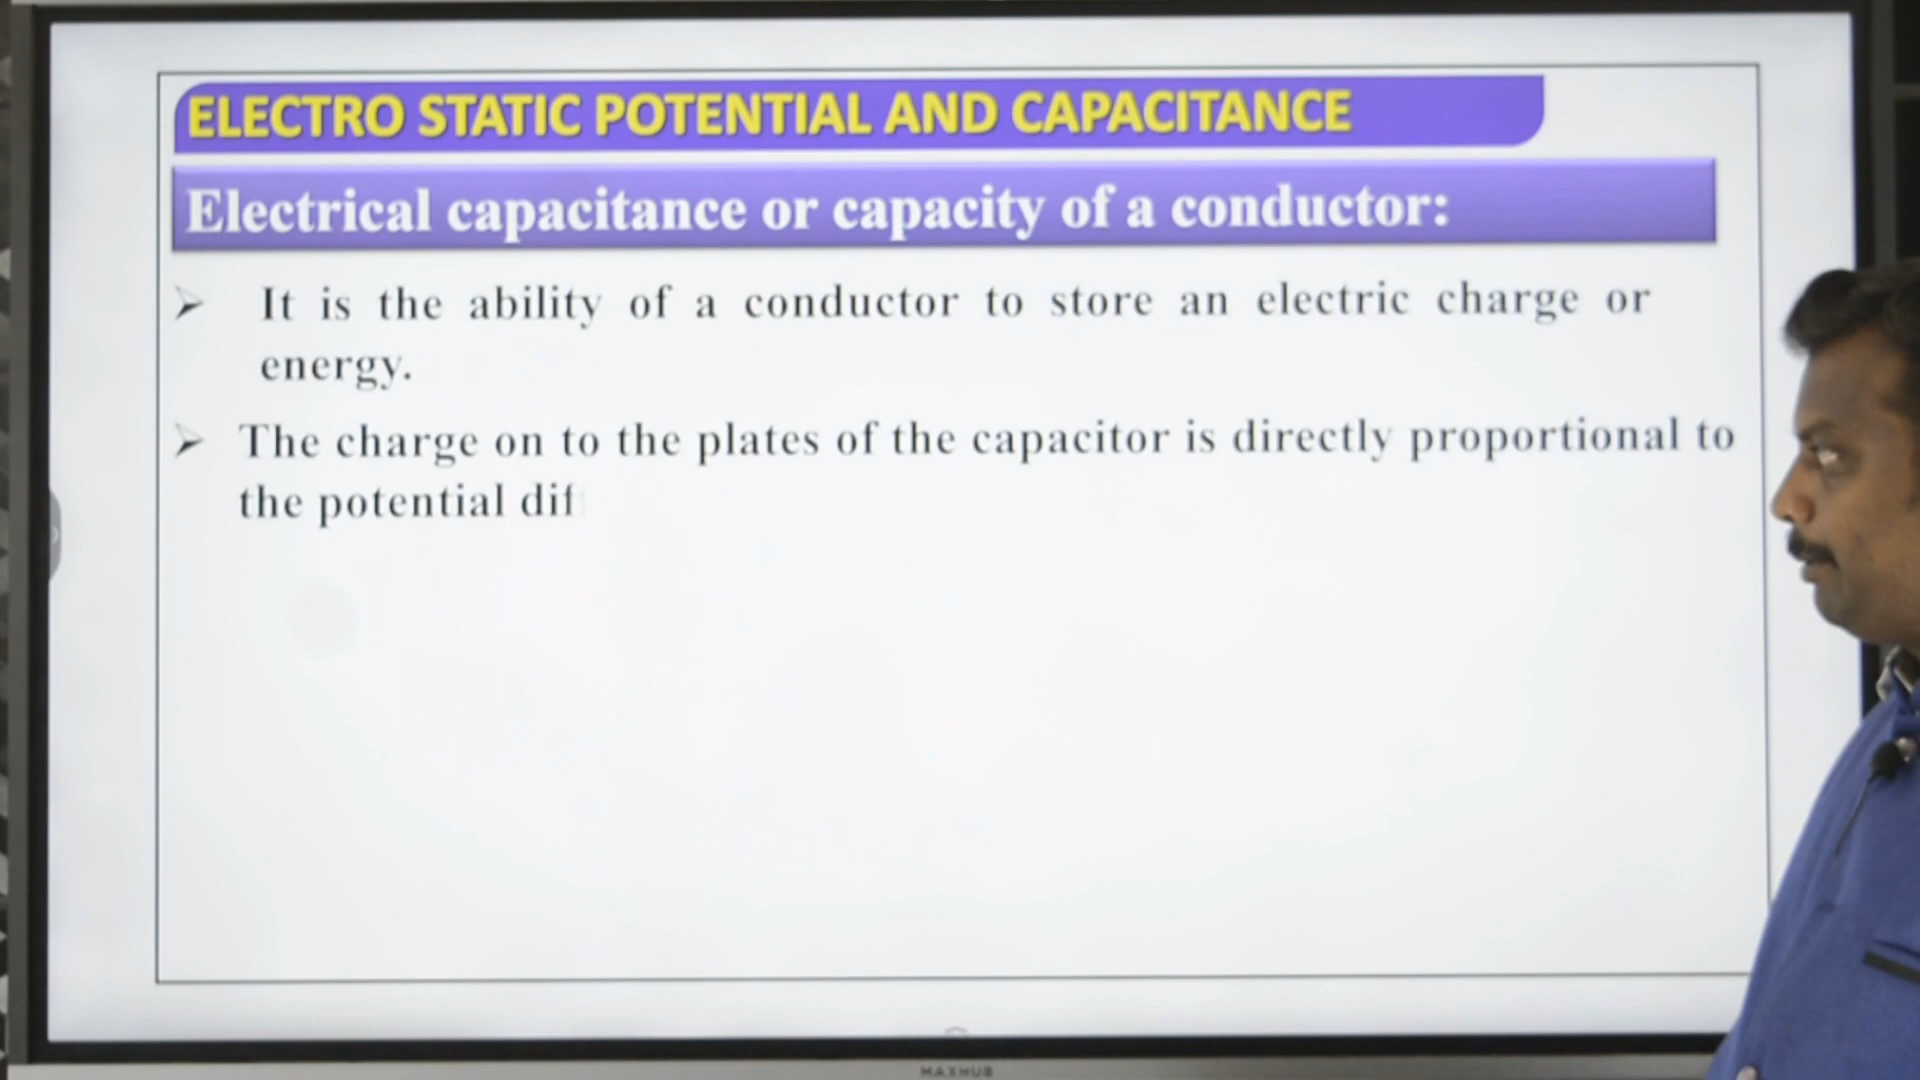 ELECTRO STATIC POTENTIAL AND CAPACITANCE
Electrical capacitance or capacity of a conductor:
➤ It is the ability of a conductor to store an electric charge or
energy.
➤ The charge on to the plates of the capacitor is directly proportional to
the potential dif
MAXHUB